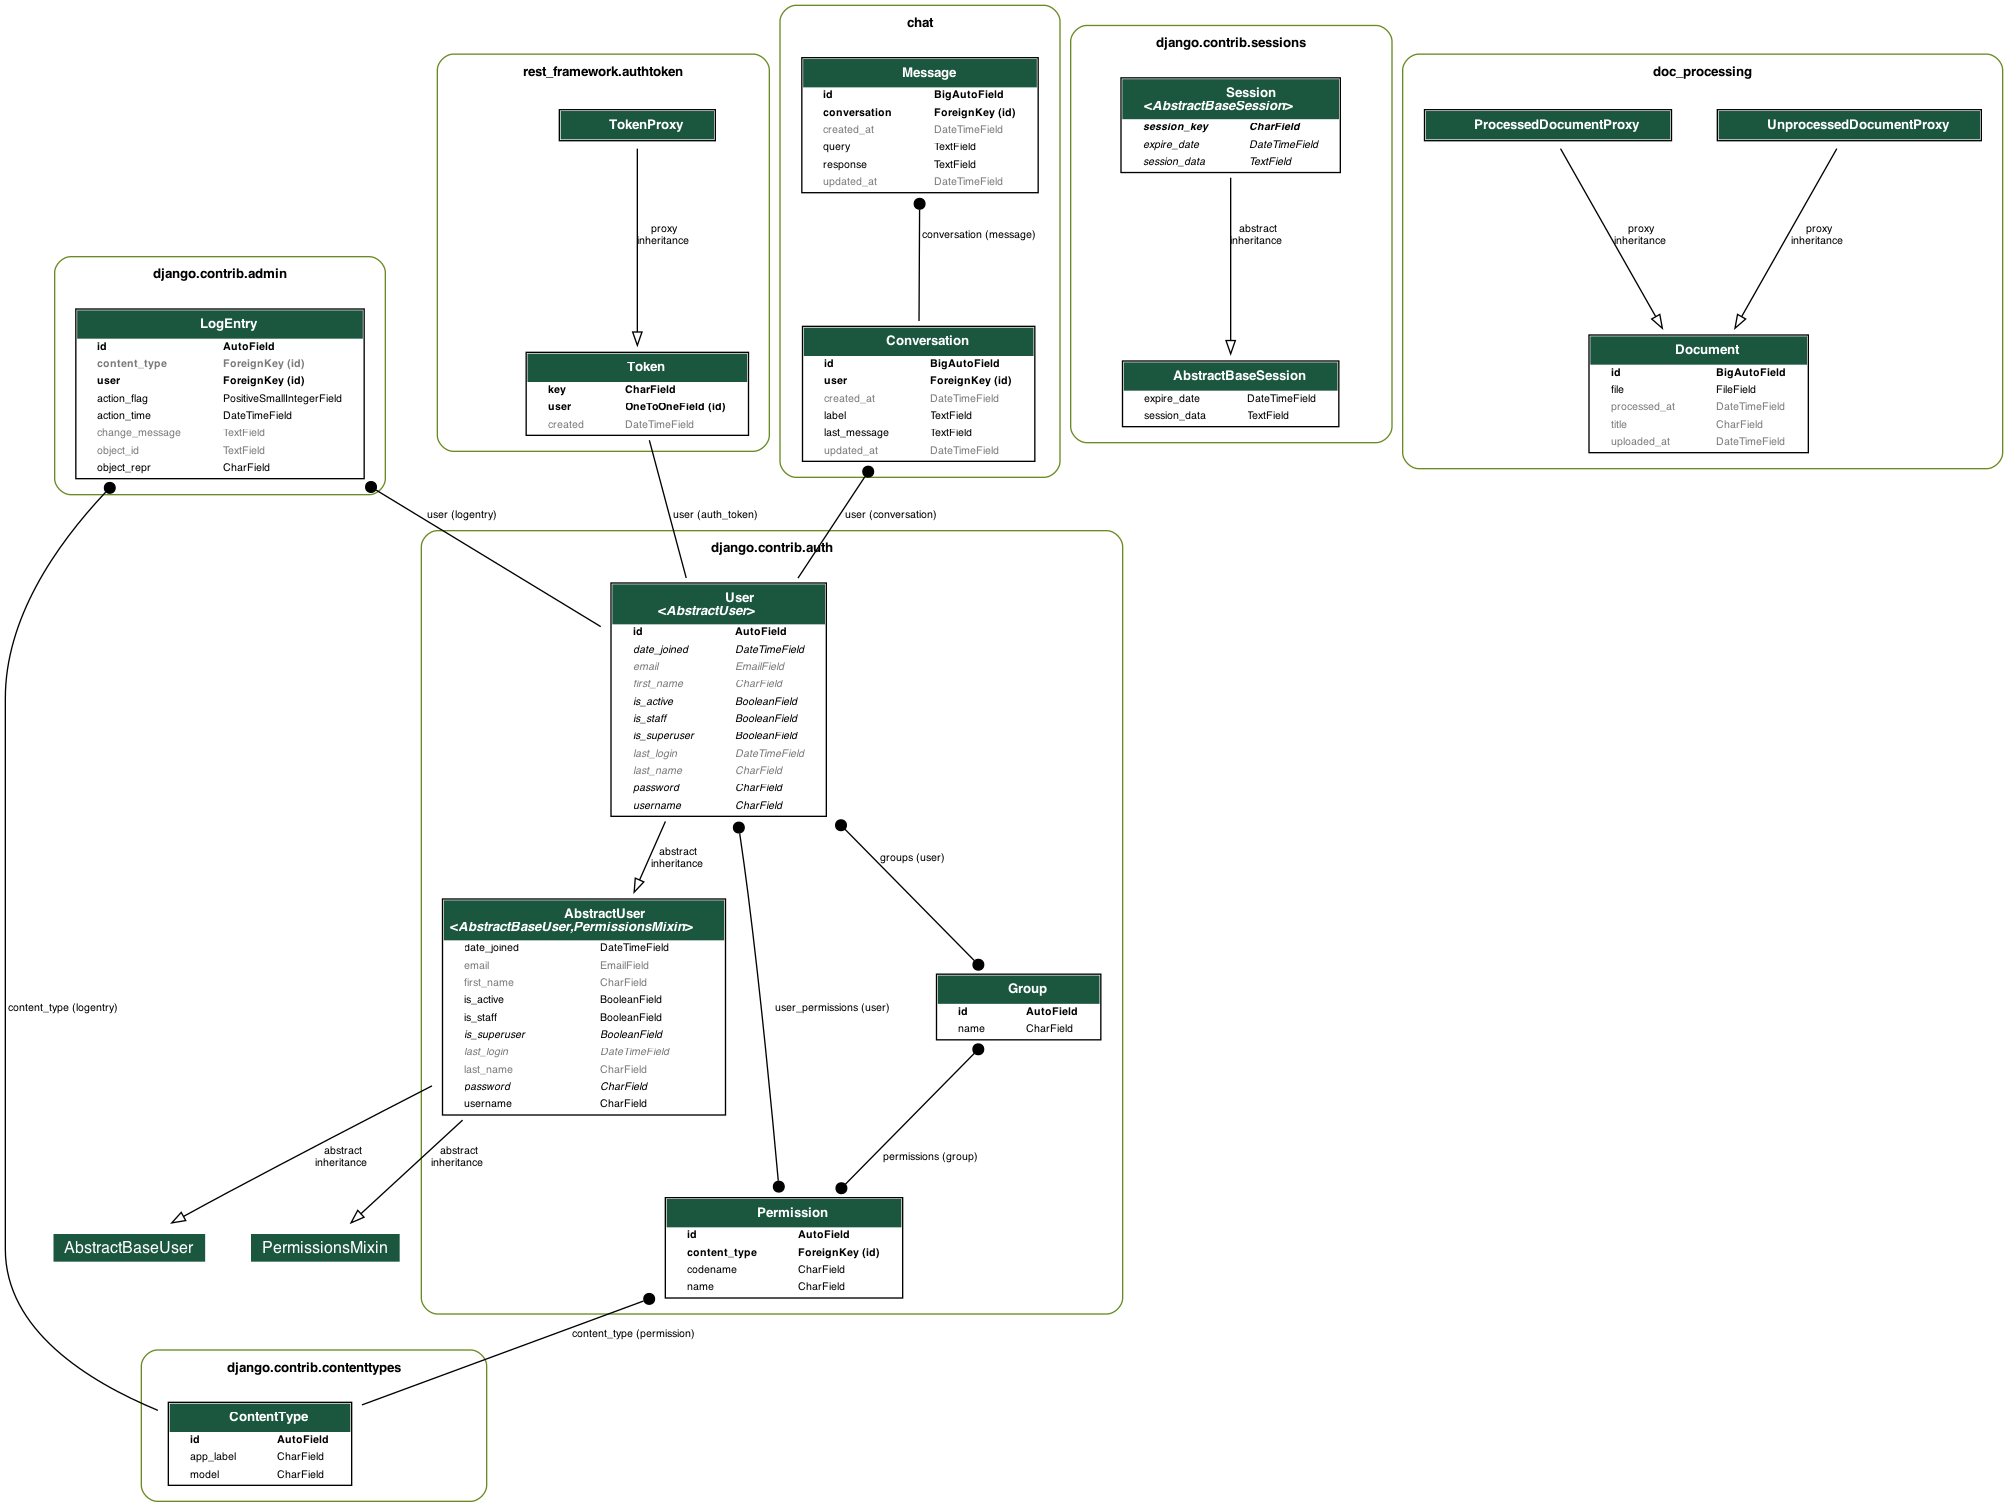 chat
Message
id BigAutoField
conversation ForeignKey (id)
created_at DateTimeField
query TextField
response TextField
updated_at DateTimeField
conversation (message)
Conversation
id BigAutoField
user ForeignKey (id)
created_at DateTimeField
label TextField
last_message TextField
updated_at DateTimeField
django.contrib.sessions
Session
<AbstractBaseSession>
session_key CharField
expire_date DateTimeField
session_data TextField
abstract
inheritance
AbstractBaseSession
expire_date DateTimeField
session_data TextField
rest_framework.authtoken
TokenProxy
proxy
inheritance
Token
key CharField
user OneToOneField (id)
created DateTimeField
doc_processing
ProcessedDocumentProxy
UnprocessedDocumentProxy
proxy
inheritance
proxy
inheritance
Document
id BigAutoField
file FileField
processed_at DateTimeField
title CharField
uploaded_at DateTimeField
django.contrib.admin
LogEntry
id AutoField
content_type ForeignKey (id)
user ForeignKey (id)
action_flag PositiveSmallIntegerField
action_time DateTimeField
change_message TextField
object_id TextField
object_repr CharField
user (logentry)
user (auth_token)
user (conversation)
django.contrib.auth
User
<AbstractUser>
id AutoField
date_joined DateTimeField
email EmailField
first_name CharField
is_active BooleanField
is_staff BooleanField
is_superuser BooleanField
last_login DateTimeField
last_name CharField
password CharField
username CharField
abstract
inheritance
groups (user)
AbstractUser
<AbstractBaseUser,PermissionsMixin>
date_joined DateTimeField
email EmailField
first_name CharField
is_active BooleanField
is_staff BooleanField
is_superuser BooleanField
last_login DateTimeField
last_name CharField
password CharField
username CharField
content_type (logentry)
user_permissions (user)
Group
id AutoField
name CharField
abstract
inheritance
abstract
inheritance
permissions (group)
AbstractBaseUser
PermissionsMixin
Permission
id AutoField
content_type ForeignKey (id)
codename CharField
name CharField
content_type (permission)
django.contrib.contenttypes
ContentType
id AutoField
app_label CharField
model CharField